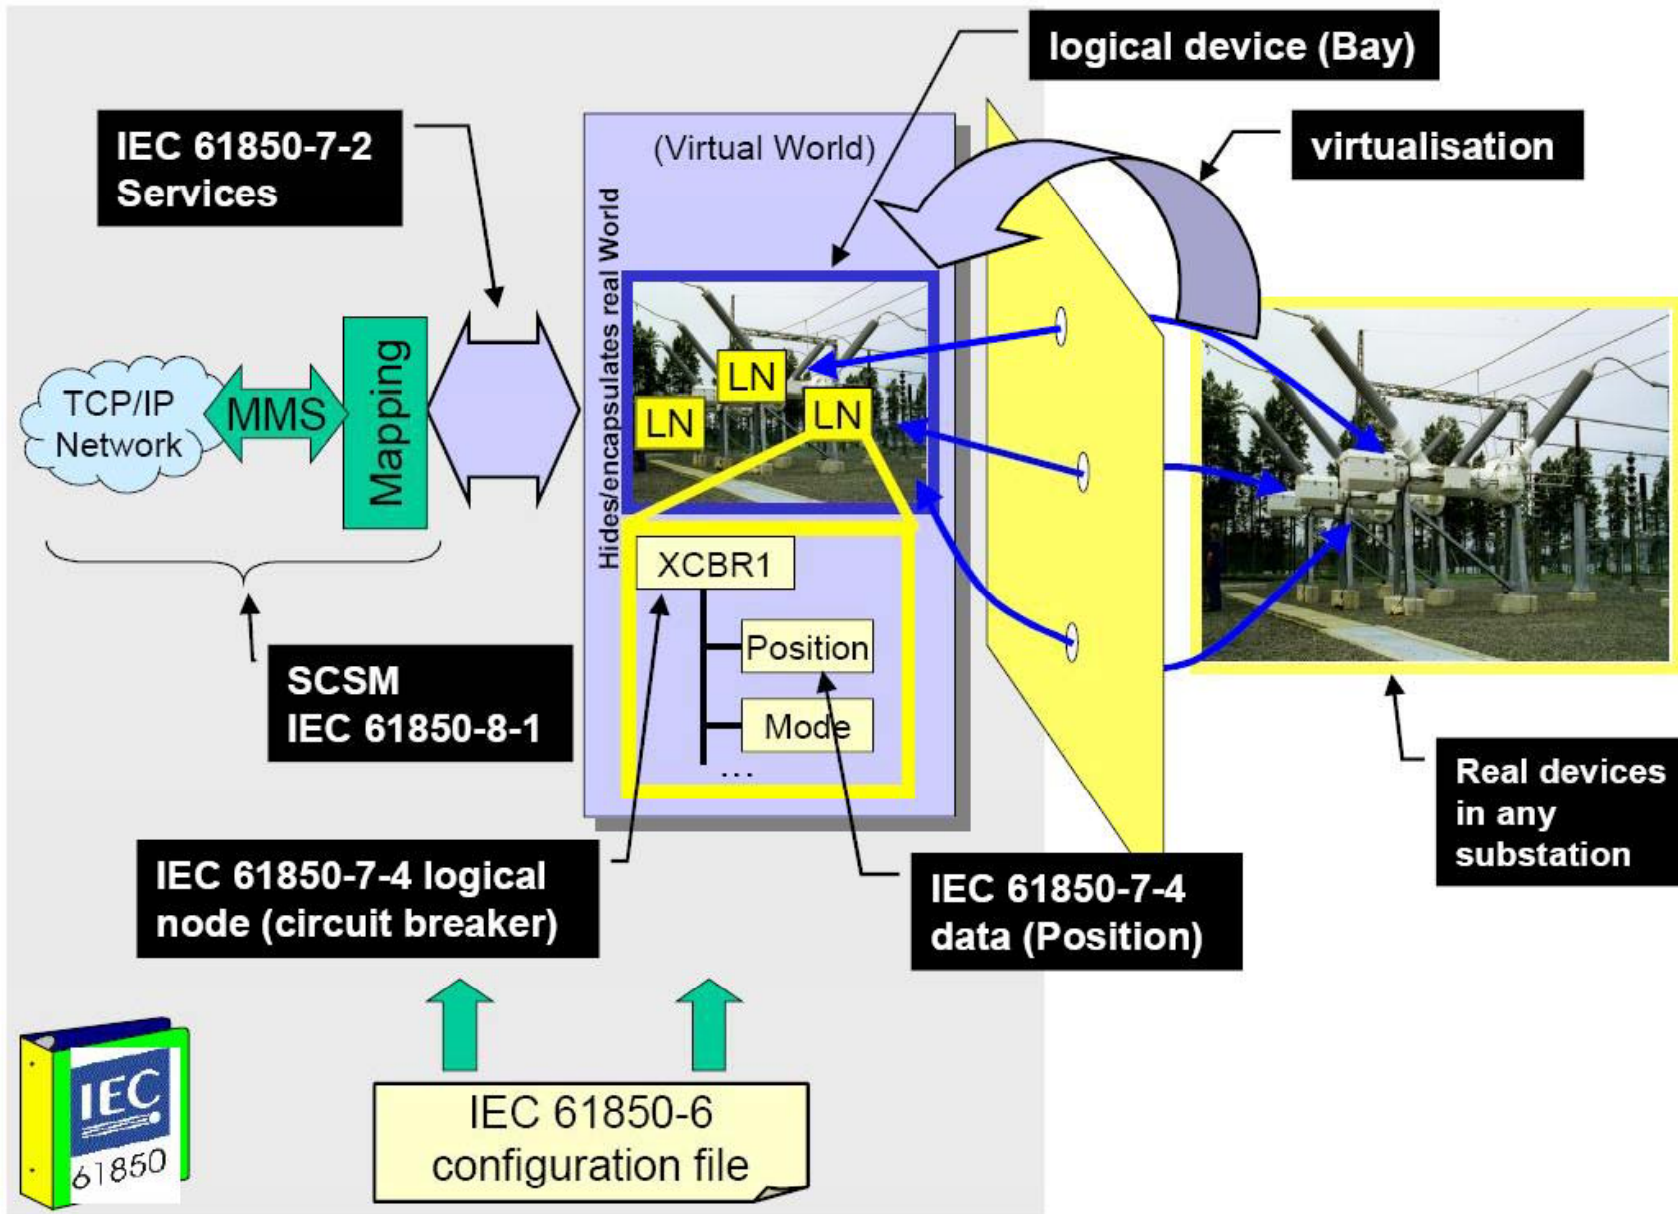 logical device (Bay)
IEC 61850-7-2
Services
(Virtual World)
virtualisation
Hides/encapsulates real World
TCP/IP
Network
MMS
Mapping
LN
LN
LN
XCBR1
Position
Mode
...
SCSM
IEC 61850-8-1
Real devices
in any
substation
IEC 61850-7-4 logical
node (circuit breaker)
IEC 61850-7-4
data (Position)
IEC
61850
IEC 61850-6
configuration file